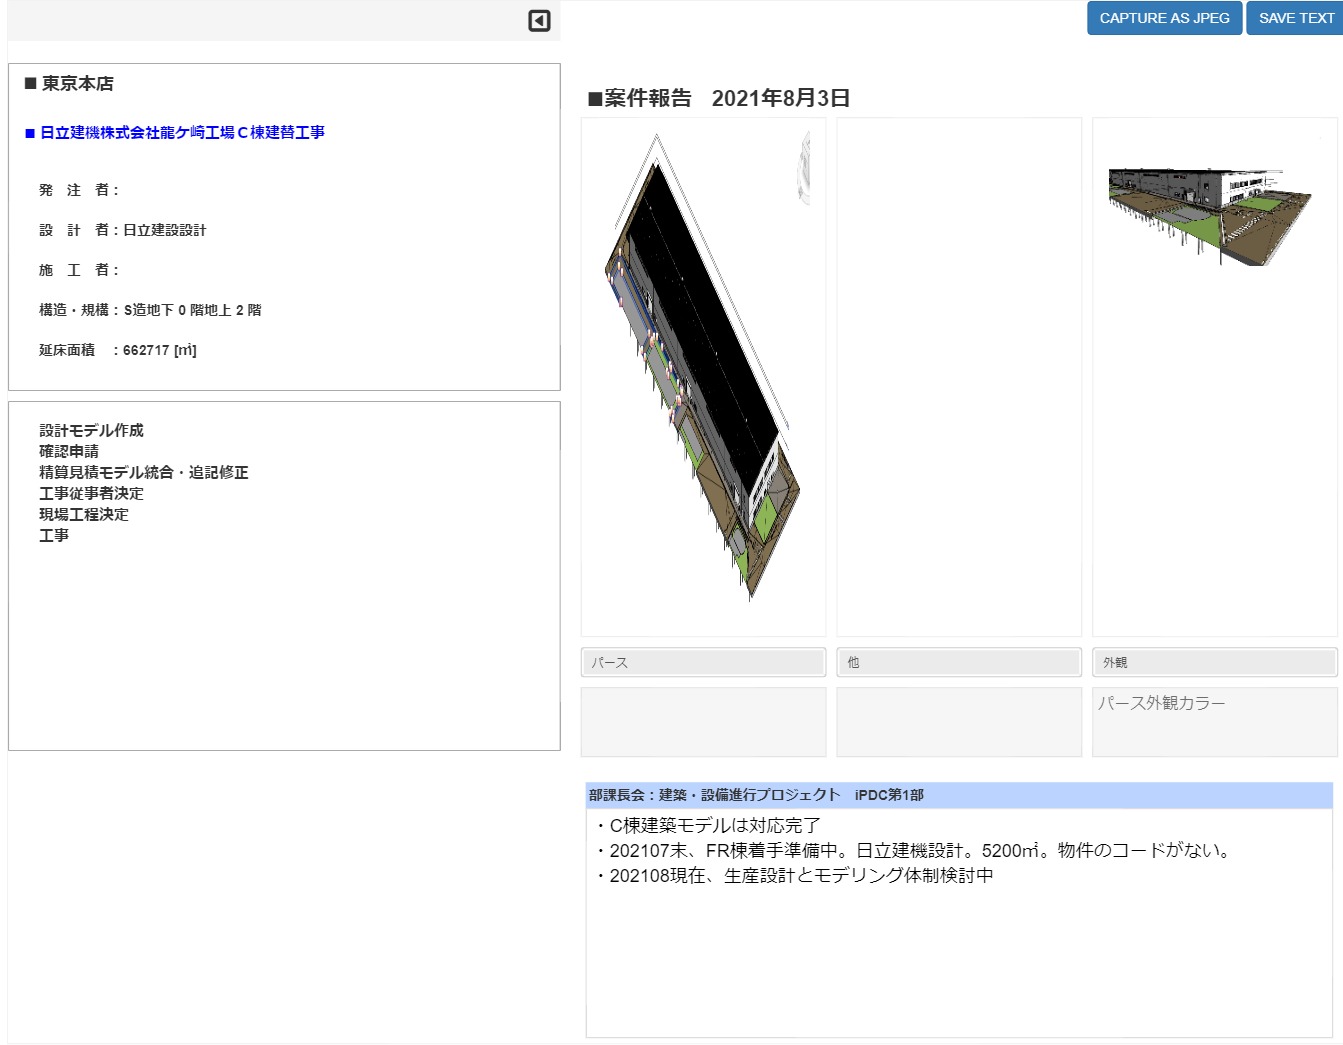 CAPTURE AS JPEG
SAVE TEXT
■ 東京本店
■ 日立建機株式会社龍ケ崎工場Ｃ棟建替工事
発　注　者：
設　計　者：日立建設設計
施　工　者：
構造・規構：S造地下 0 階地上 2 階
延床面積　：662717 [㎡]
設計モデル作成
確認申請
精算見積モデル統合・追記修正
工事従事者決定
現場工程決定
工事
■案件報告　2021年8月3日
パース
他
外観
パース外観カラー
部課長会：建築・設備進行プロジェクト　iPDC第1部
・C棟建築モデルは対応完了
・202107末、FR棟着手準備中。日立建機設計。5200㎡。物件のコードがない。
・202108現在、生産設計とモデリング体制検討中